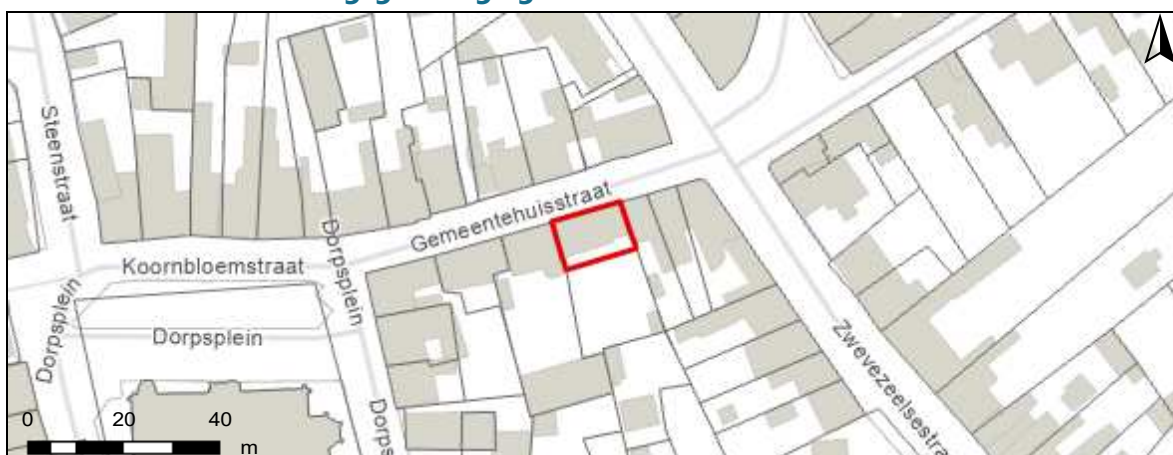 Steenstraat
Gemeentehuisstraat
Dorpsplein
Koornbloemstraat
Dorpsplein
Dorpsplein
Zwevezeelsestra
Dorps
0 20 40
m